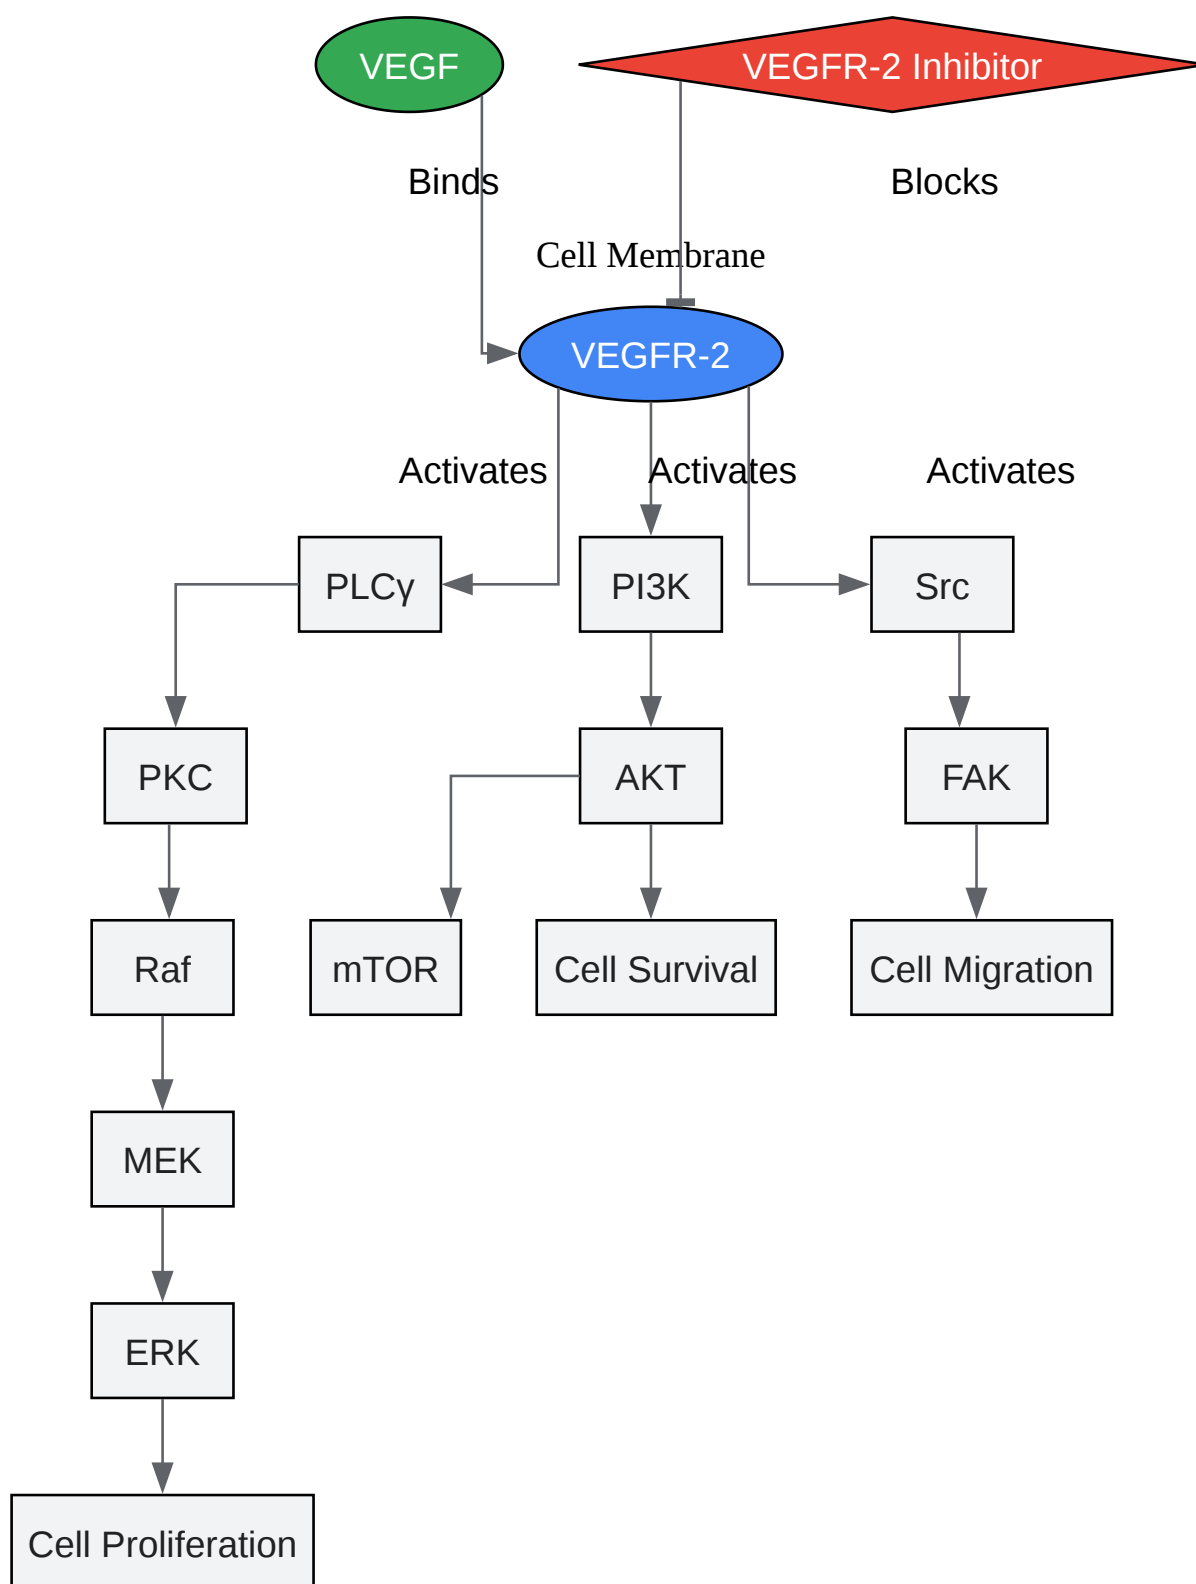 VEGF
VEGFR-2 Inhibitor
Binds
Blocks
Cell Membrane
VEGFR-2
Activates
Activates
Activates
PLCγ
PI3K
Src
PKC
AKT
FAK
Raf
mTOR
Cell Survival
Cell Migration
MEK
ERK
Cell Proliferation